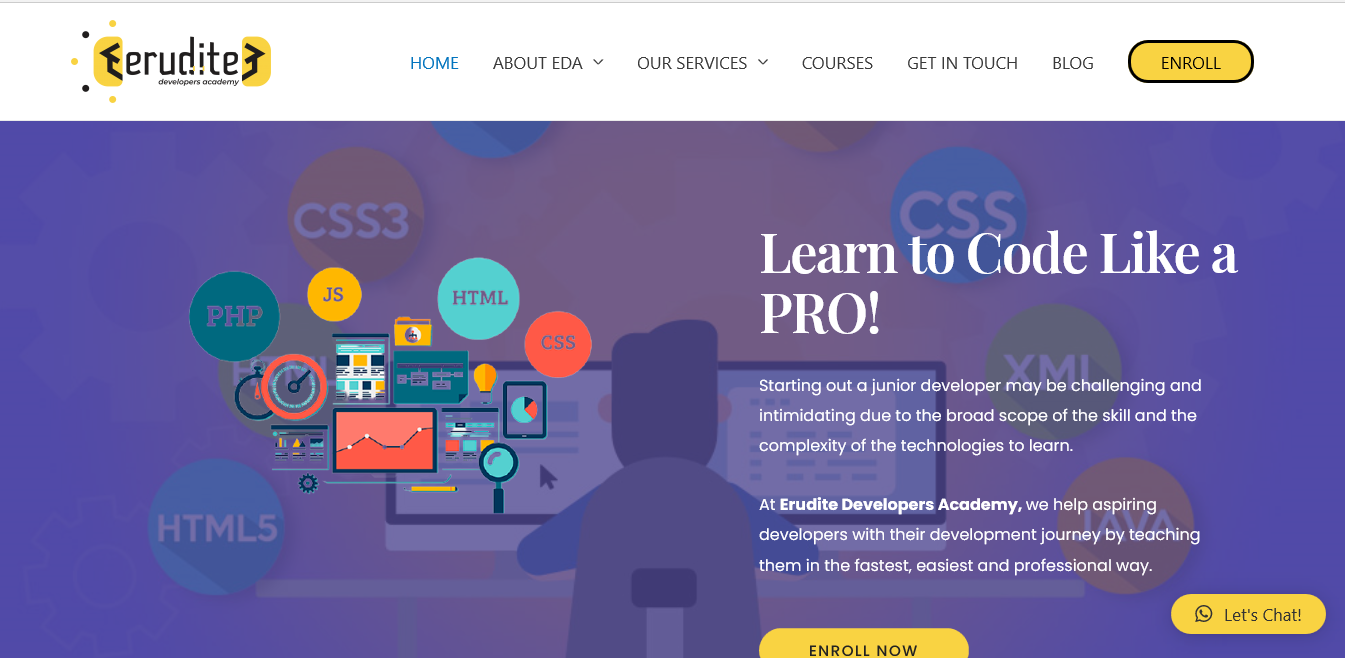 erudite
developers academy
HOME
ABOUT EDA
OUR SERVICES
COURSES
GET IN TOUCH
BLOG
ENROLL
CSS3
CSS
Learn to Code Like a
PRO!
PHP
JS
HTML
CSS
XML
Starting out a junior developer may be challenging and
intimidating due to the broad scope of the skill and the
complexity of the technologies to learn.
At Erudite Developers Academy, we help aspiring
developers with their development journey by teaching
them in the fastest, easiest and professional way.
HTML5
JAVA
Let's Chat!
ENROLL NOW